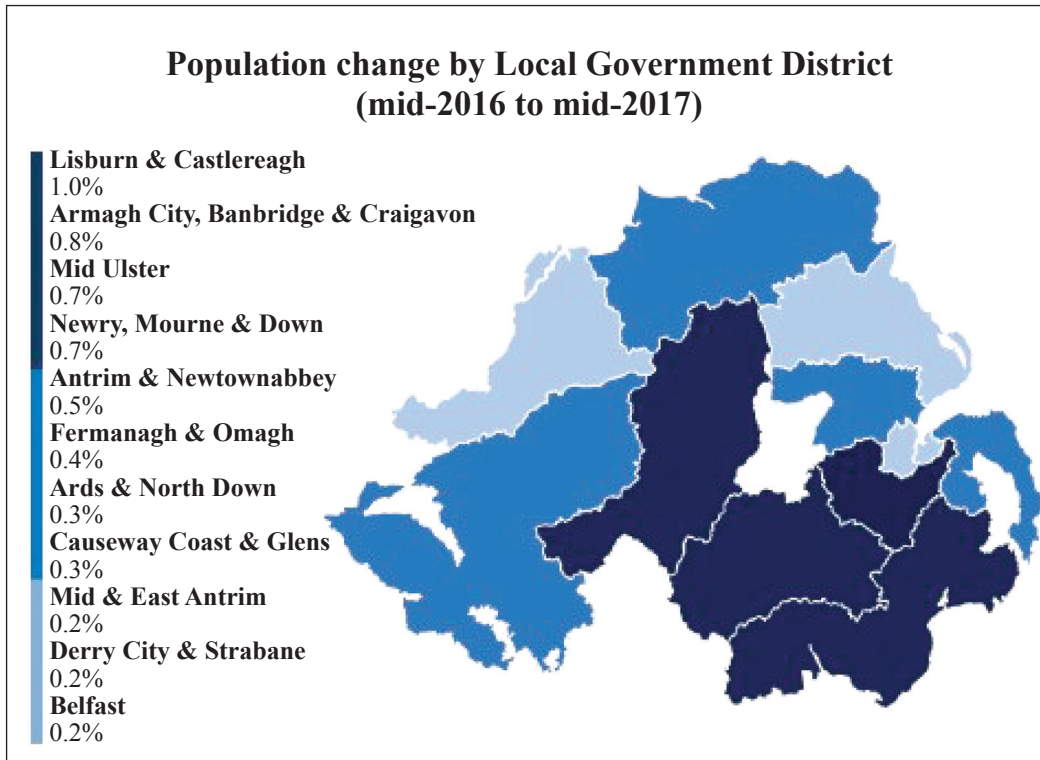 Population change by Local Government District
(mid-2016 to mid-2017)
Lisburn & Castlereagh
1.0%
Armagh City, Banbridge & Craigavon
0.8%
Mid Ulster
0.7%
Newry, Mourne & Down
0.7%
Antrim & Newtownabbey
0.5%
Fermanagh & Omagh
0.4%
Ards & North Down
0.3%
Causeway Coast & Glens
0.3%
Mid & East Antrim
0.2%
Derry City & Strabane
0.2%
Belfast
0.2%